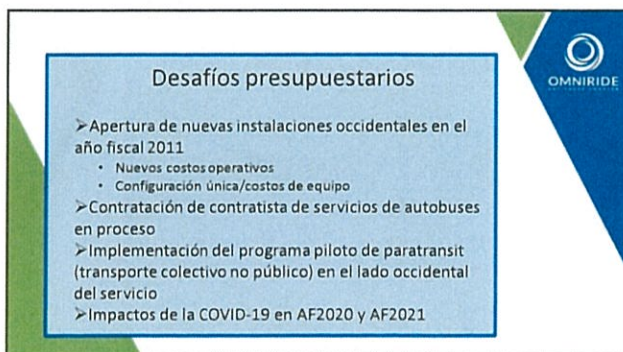 Desafíos presupuestarios
OMNIRIDE
➢Apertura de nuevas instalaciones occidentales en el
año fiscal 2011
• Nuevos costos operativos
• Configuración única/costos de equipo
➢Contratación de contratista de servicios de autobuses
en proceso
➢Implementación del programa piloto de paratransit
(transporte colectivo no público) en el lado occidental
del servicio
➢Impactos de la COVID-19 en AF2020 y AF2021